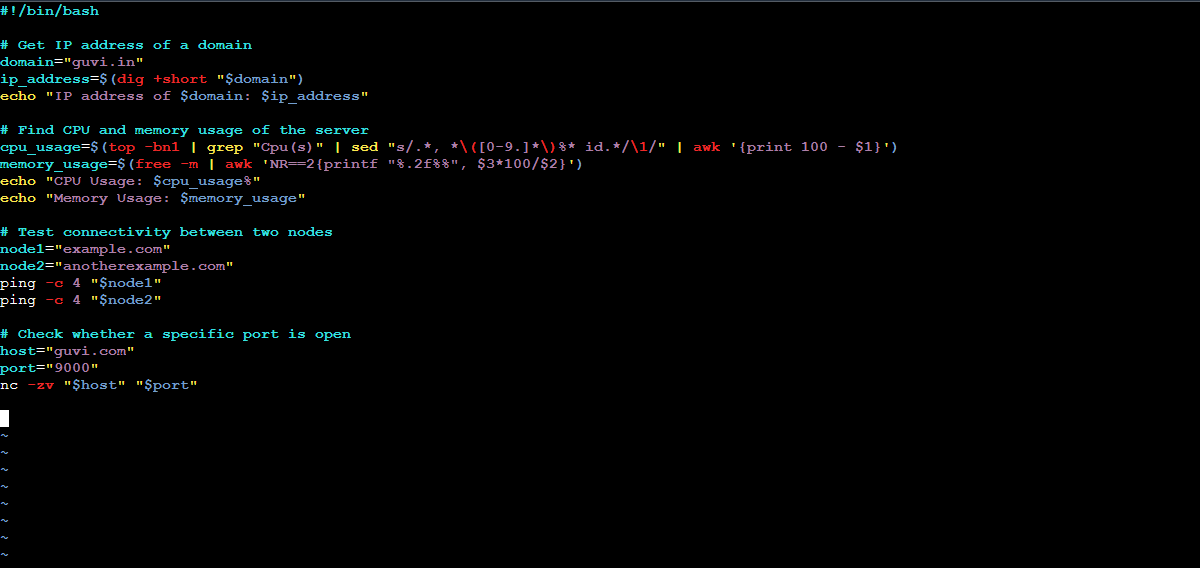 #!/bin/bash

# Get IP address of a domain
domain="guvi.in"
ip_address=$(dig +short "$domain")
echo "IP address of $domain: $ip_address"

# Find CPU and memory usage of the server
cpu_usage=$(top -bn1 | grep "Cpu(s)" | sed "s/.*, *\([0-9.]*\)%* id.*/\1/" | awk '{print 100 - $1}')
memory_usage=$(free -m | awk 'NR==2{printf "%.2f%%", $3*100/$2}')
echo "CPU Usage: $cpu_usage%"
echo "Memory Usage: $memory_usage"

# Test connectivity between two nodes
node1="example.com"
node2="anotherexample.com"
ping -c 4 "$node1"
ping -c 4 "$node2"

# Check whether a specific port is open
host="guvi.com"
port="9000"
nc -zv "$host" "$port"

~
~
~
~
~
~
~
~